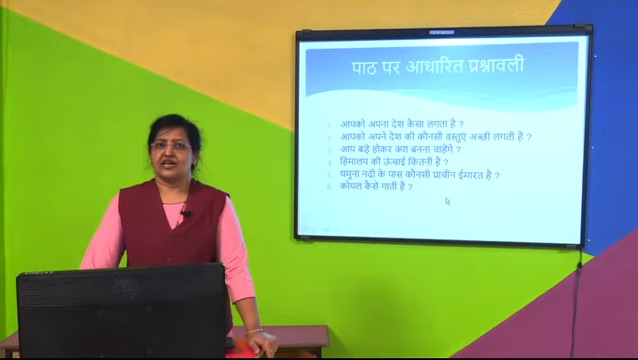 पाठ पर आधारित प्रश्नावली
1. आपको अपना देश कैसा लगता है ?
2. आपको अपने देश की कौनसी वस्तुएं अच्छी लगती है ?
3. आप बड़े होकर क्या बनना चाहेंगे ?
4. हिमालय की ऊंचाई कितनी है ?
5. यमुना नदी के पास कौनसी प्राचीन ईमारत है ?
6. कोयल कैसे गाती है ?